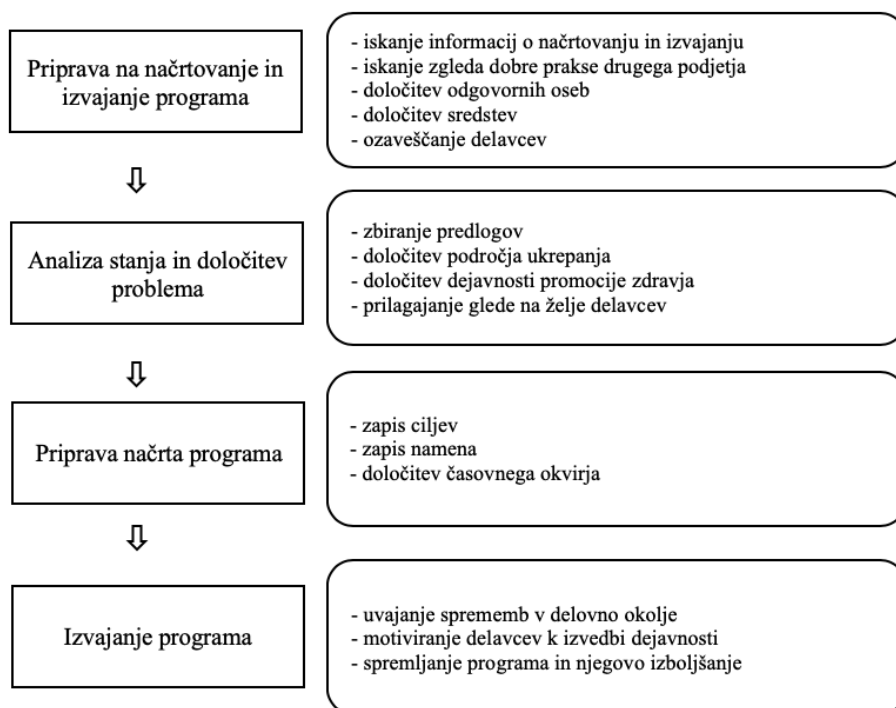 Priprava na načrtovanje in
izvajanje programa
- iskanje informacij o načrtovanju in izvajanju
- iskanje zgleda dobre prakse drugega podjetja
- določitev odgovornih oseb
- določitev sredstev
- ozaveščanje delavcev
Analiza stanja in določitev
problema
- zbiranje predlogov
- določitev področja ukrepanja
- določitev dejavnosti promocije zdravja
- prilagajanje glede na želje delavcev
Priprava načrta programa
- zapis ciljev
- zapis namena
- določitev časovnega okvirja
Izvajanje programa
- uvajanje sprememb v delovno okolje
- motiviranje delavcev k izvedbi dejavnosti
- spremljanje programa in njegovo izboljšanje